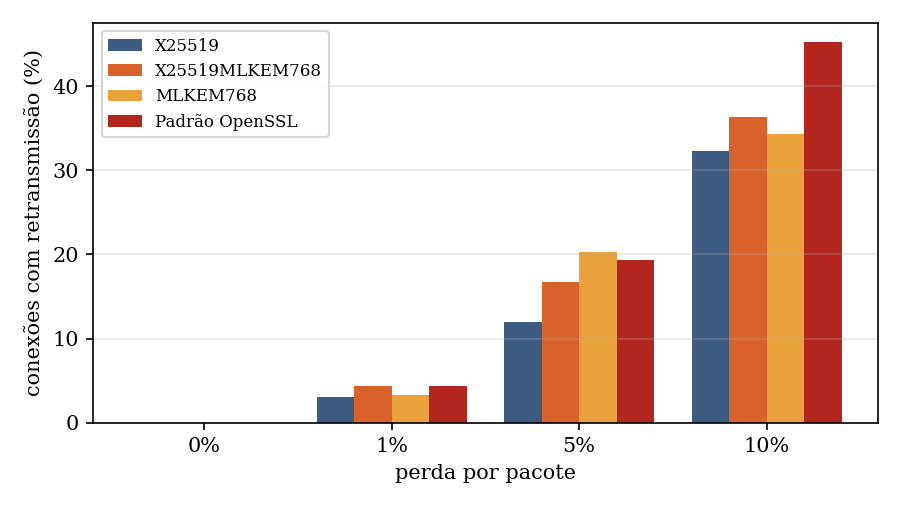 X25519
X25519MLKEM768
MLKEM768
Padrão OpenSSL
conexões com retransmissão (%)
40
30
20
10
0
0%
1%
5%
10%
perda por pacote